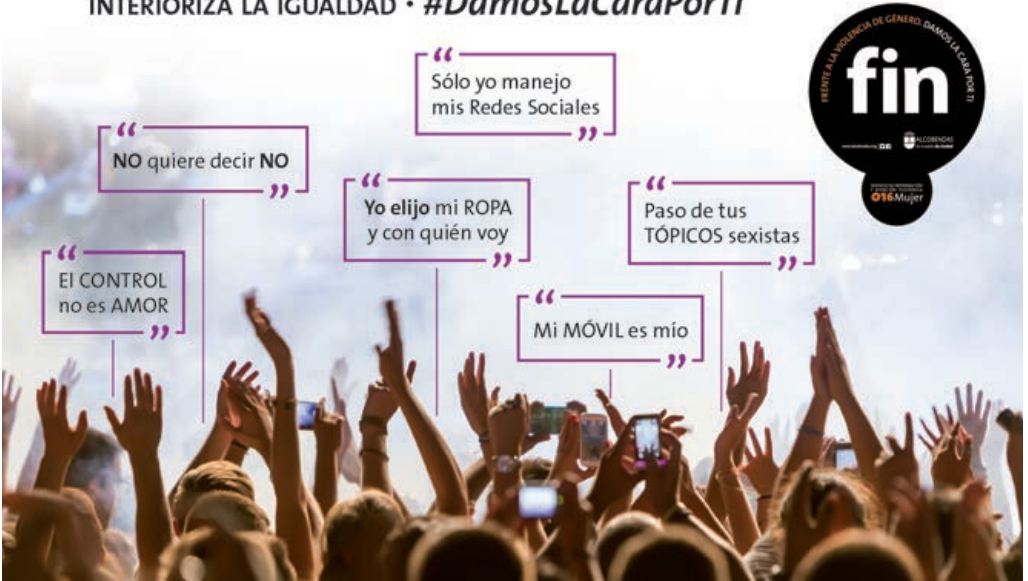 INTERIORIZA LA IGUALDAD · #DamosLaCaraPorTi
FRENTE A LA VIOLENCIA DE GÉNERO. DAMOS LA CARA POR TI
fin
ALCOBENDAS
016Mujer
“Sólo yo manejo
mis Redes Sociales”
“NO quiere decir NO”
“Yo elijo mi ROPA
y con quién voy”
“Paso de tus
TÓPICOS sexistas”
“El CONTROL
no es AMOR”
“Mi MÓVIL es mío”